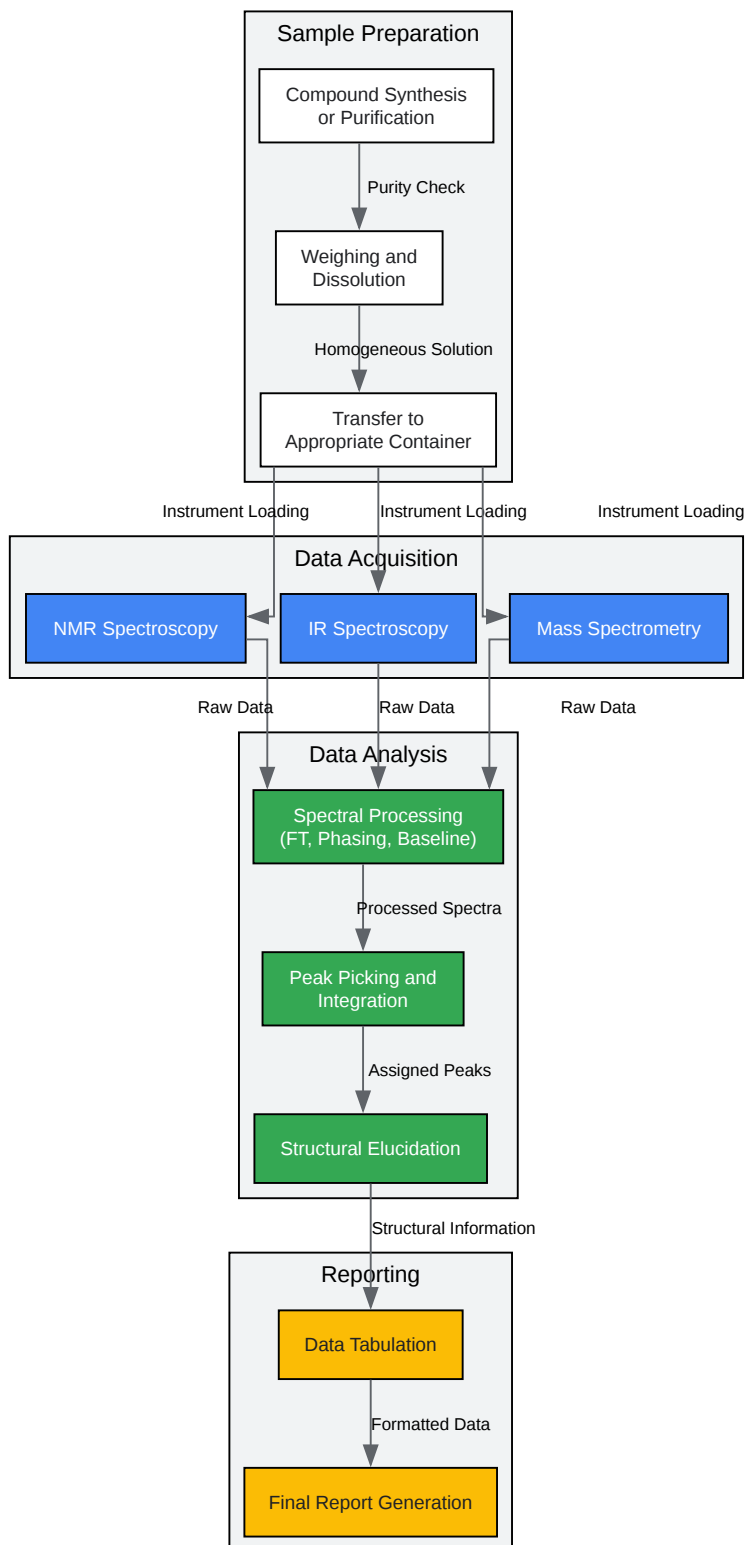 Sample Preparation
Compound Synthesis
or Purification
Purity Check
Weighing and
Dissolution
Homogeneous Solution
Transfer to
Appropriate Container
Instrument Loading
Instrument Loading
Instrument Loading
Data Acquisition
NMR Spectroscopy
IR Spectroscopy
Mass Spectrometry
Raw Data
Raw Data
Raw Data
Data Analysis
Spectral Processing
(FT, Phasing, Baseline)
Processed Spectra
Peak Picking and
Integration
Assigned Peaks
Structural Elucidation
Structural Information
Reporting
Data Tabulation
Formatted Data
Final Report Generation